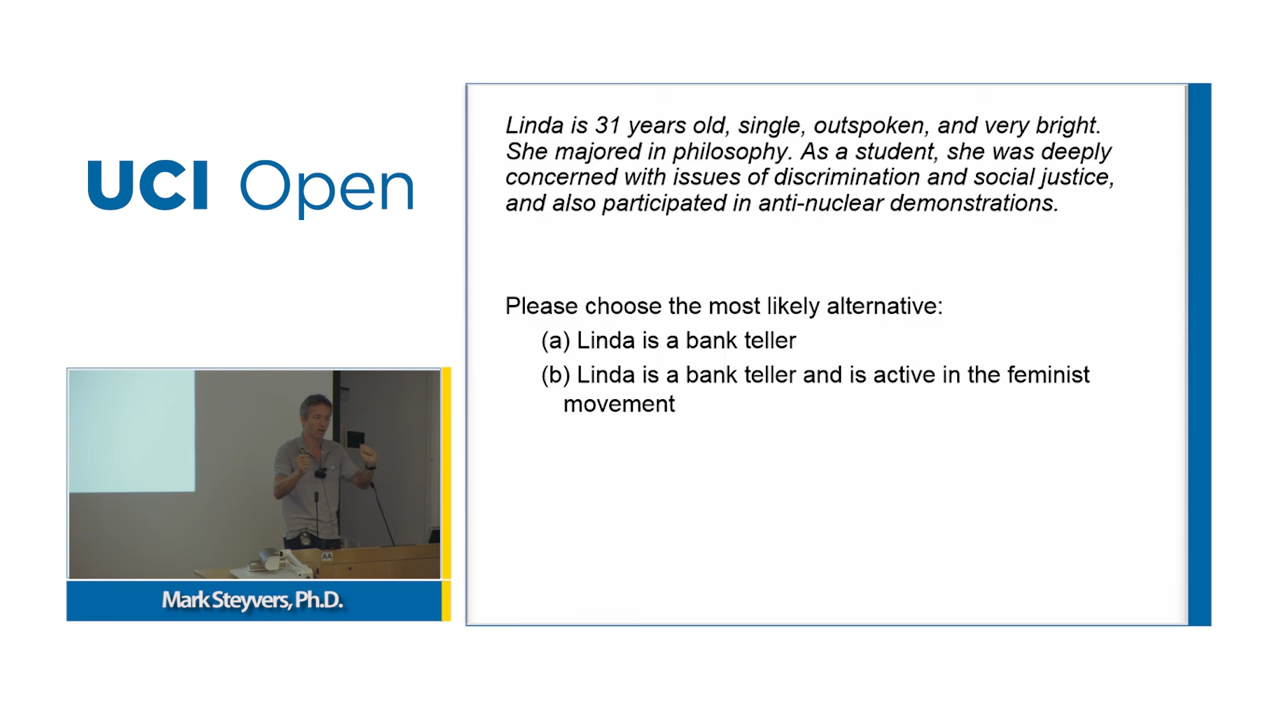 UCI Open
Linda is 31 years old, single, outspoken, and very bright.
She majored in philosophy. As a student, she was deeply
concerned with issues of discrimination and social justice,
and also participated in anti-nuclear demonstrations.
Please choose the most likely alternative:
(a) Linda is a bank teller
(b) Linda is a bank teller and is active in the feminist
movement
AA
Mark Steyvers, Ph.D.